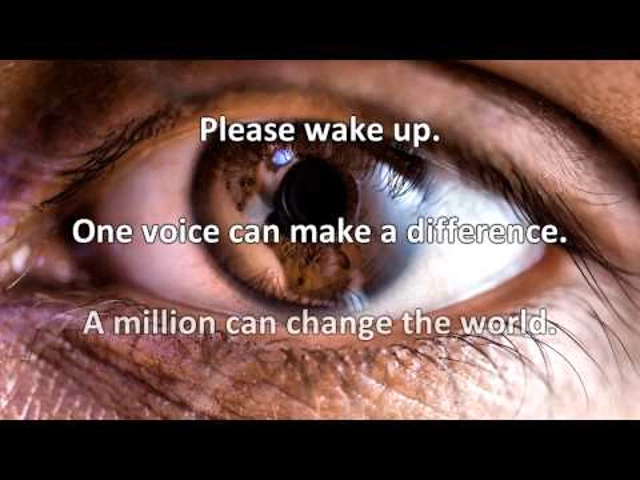 Please wake up.
One voice can make a difference.
A million can change the world.